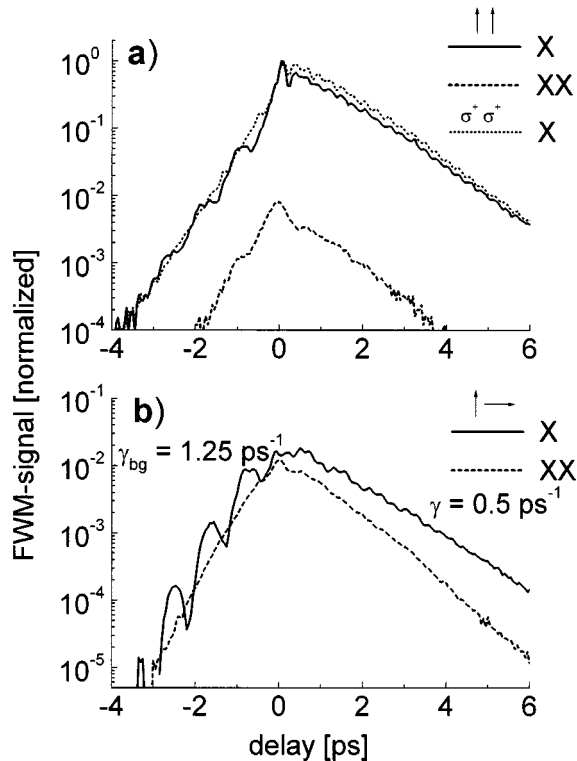 a)
X
XX
σ⁺ σ⁺ X
10⁰
10⁻¹
10⁻²
10⁻³
10⁻⁴
-4 -2 0 2 4 6
FWM-signal [normalized]
b)
X
XX
γbg = 1.25 ps⁻¹
γ = 0.5 ps⁻¹
10⁻¹
10⁻²
10⁻³
10⁻⁴
10⁻⁵
-4 -2 0 2 4 6
delay [ps]